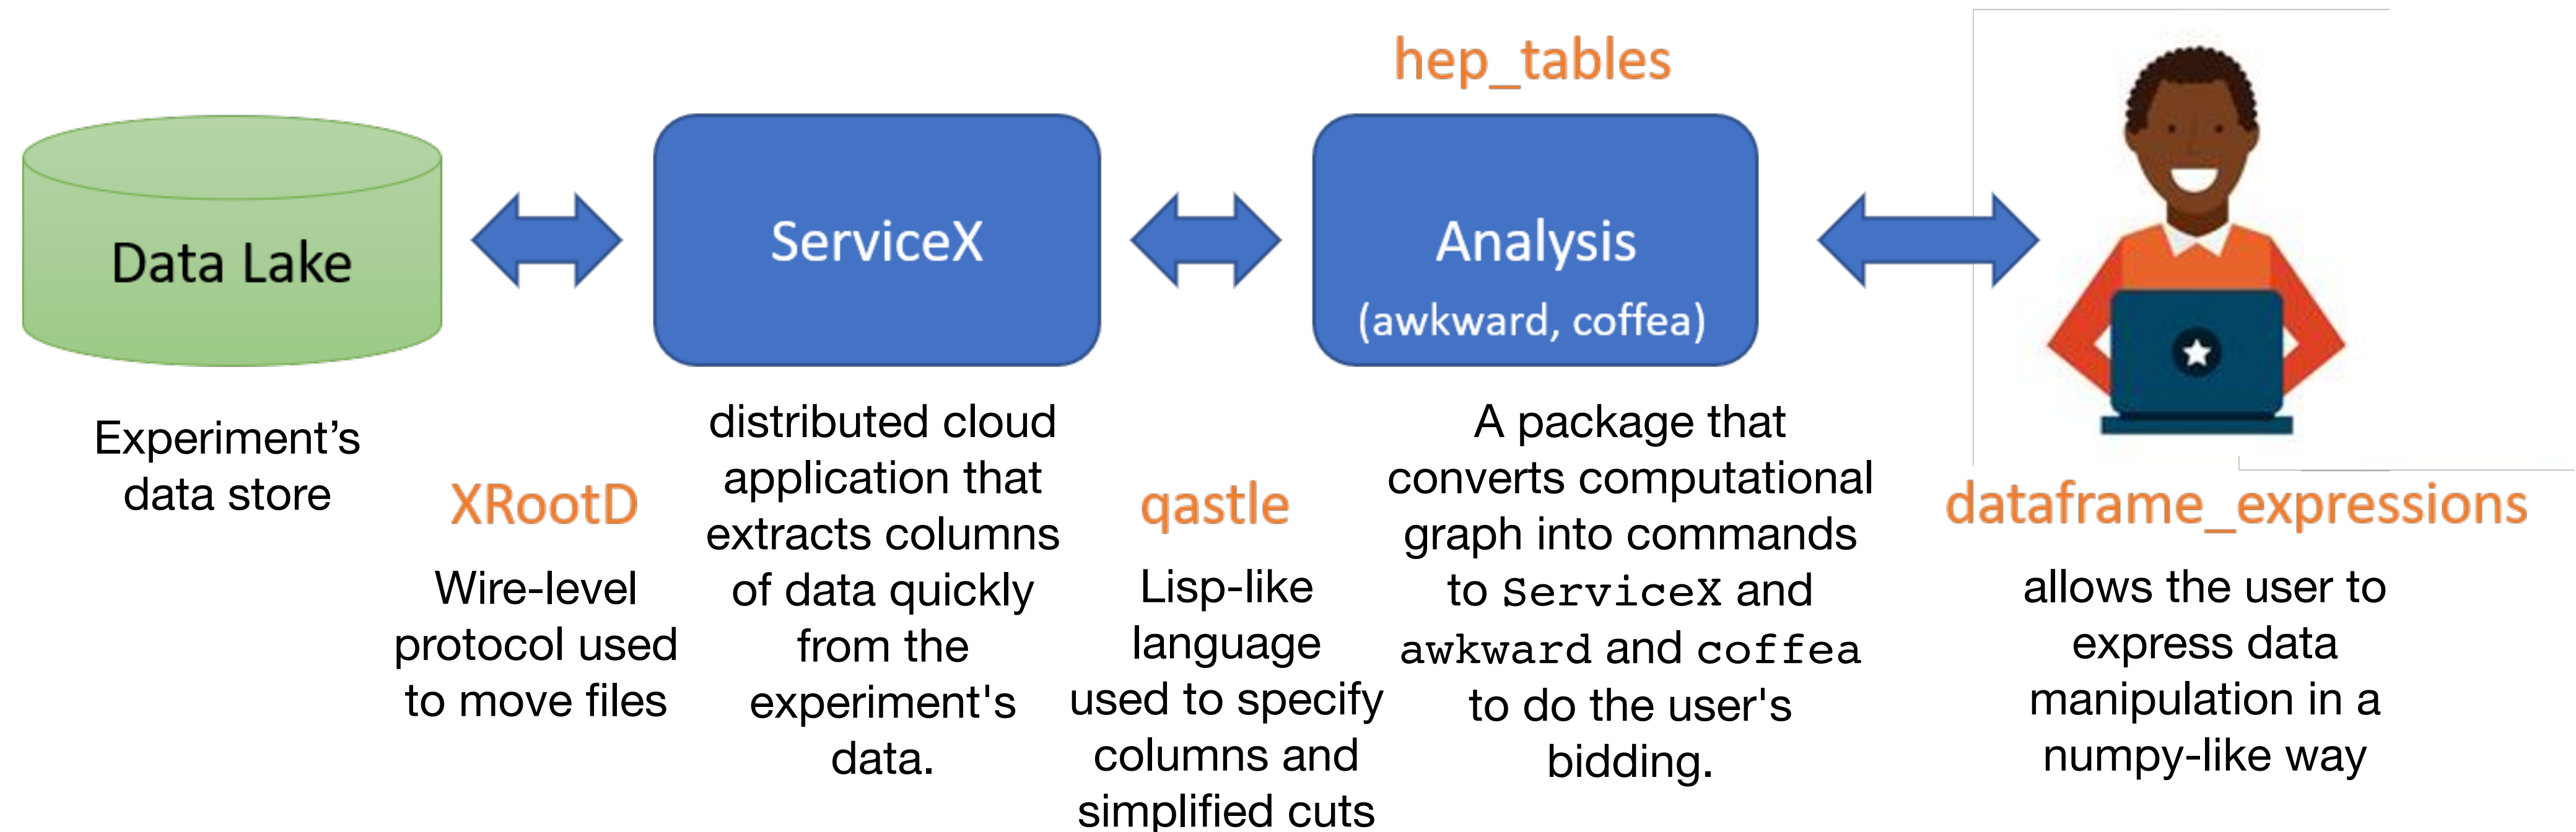 Data Lake
Experiment's
data store
XRootD
Wire-level
protocol used
to move files
ServiceX
distributed cloud
application that
extracts columns
of data quickly
from the
experiment's
data.
qastle
Lisp-like
language
used to specify
columns and
simplified cuts
hep_tables
Analysis
(awkward, coffea)
A package that
converts computational
graph into commands
to ServiceX and
awkward and coffea
to do the user's
bidding.
dataframe_expressions
allows the user to
express data
manipulation in a
numpy-like way